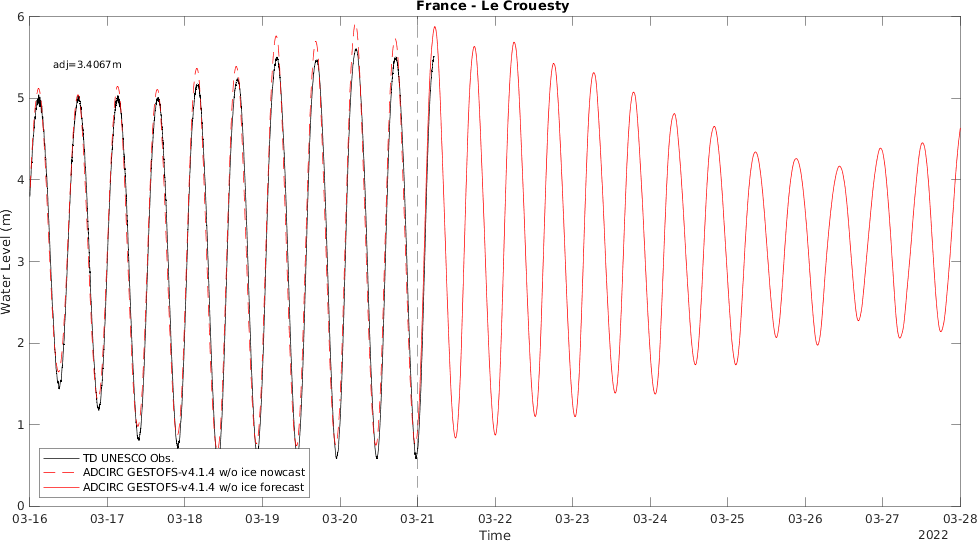 France - Le Crouesty
6
adj=3.4067m
5
4
Water Level (m)
3
2
1
TD UNESCO Obs.
ADCIRC GESTOFS-v4.1.4 w/o ice nowcast
ADCIRC GESTOFS-v4.1.4 w/o ice forecast
0
03-16 03-17 03-18 03-19 03-20 03-21 03-22 03-23 03-24 03-25 03-26 03-27 03-28
Time
2022